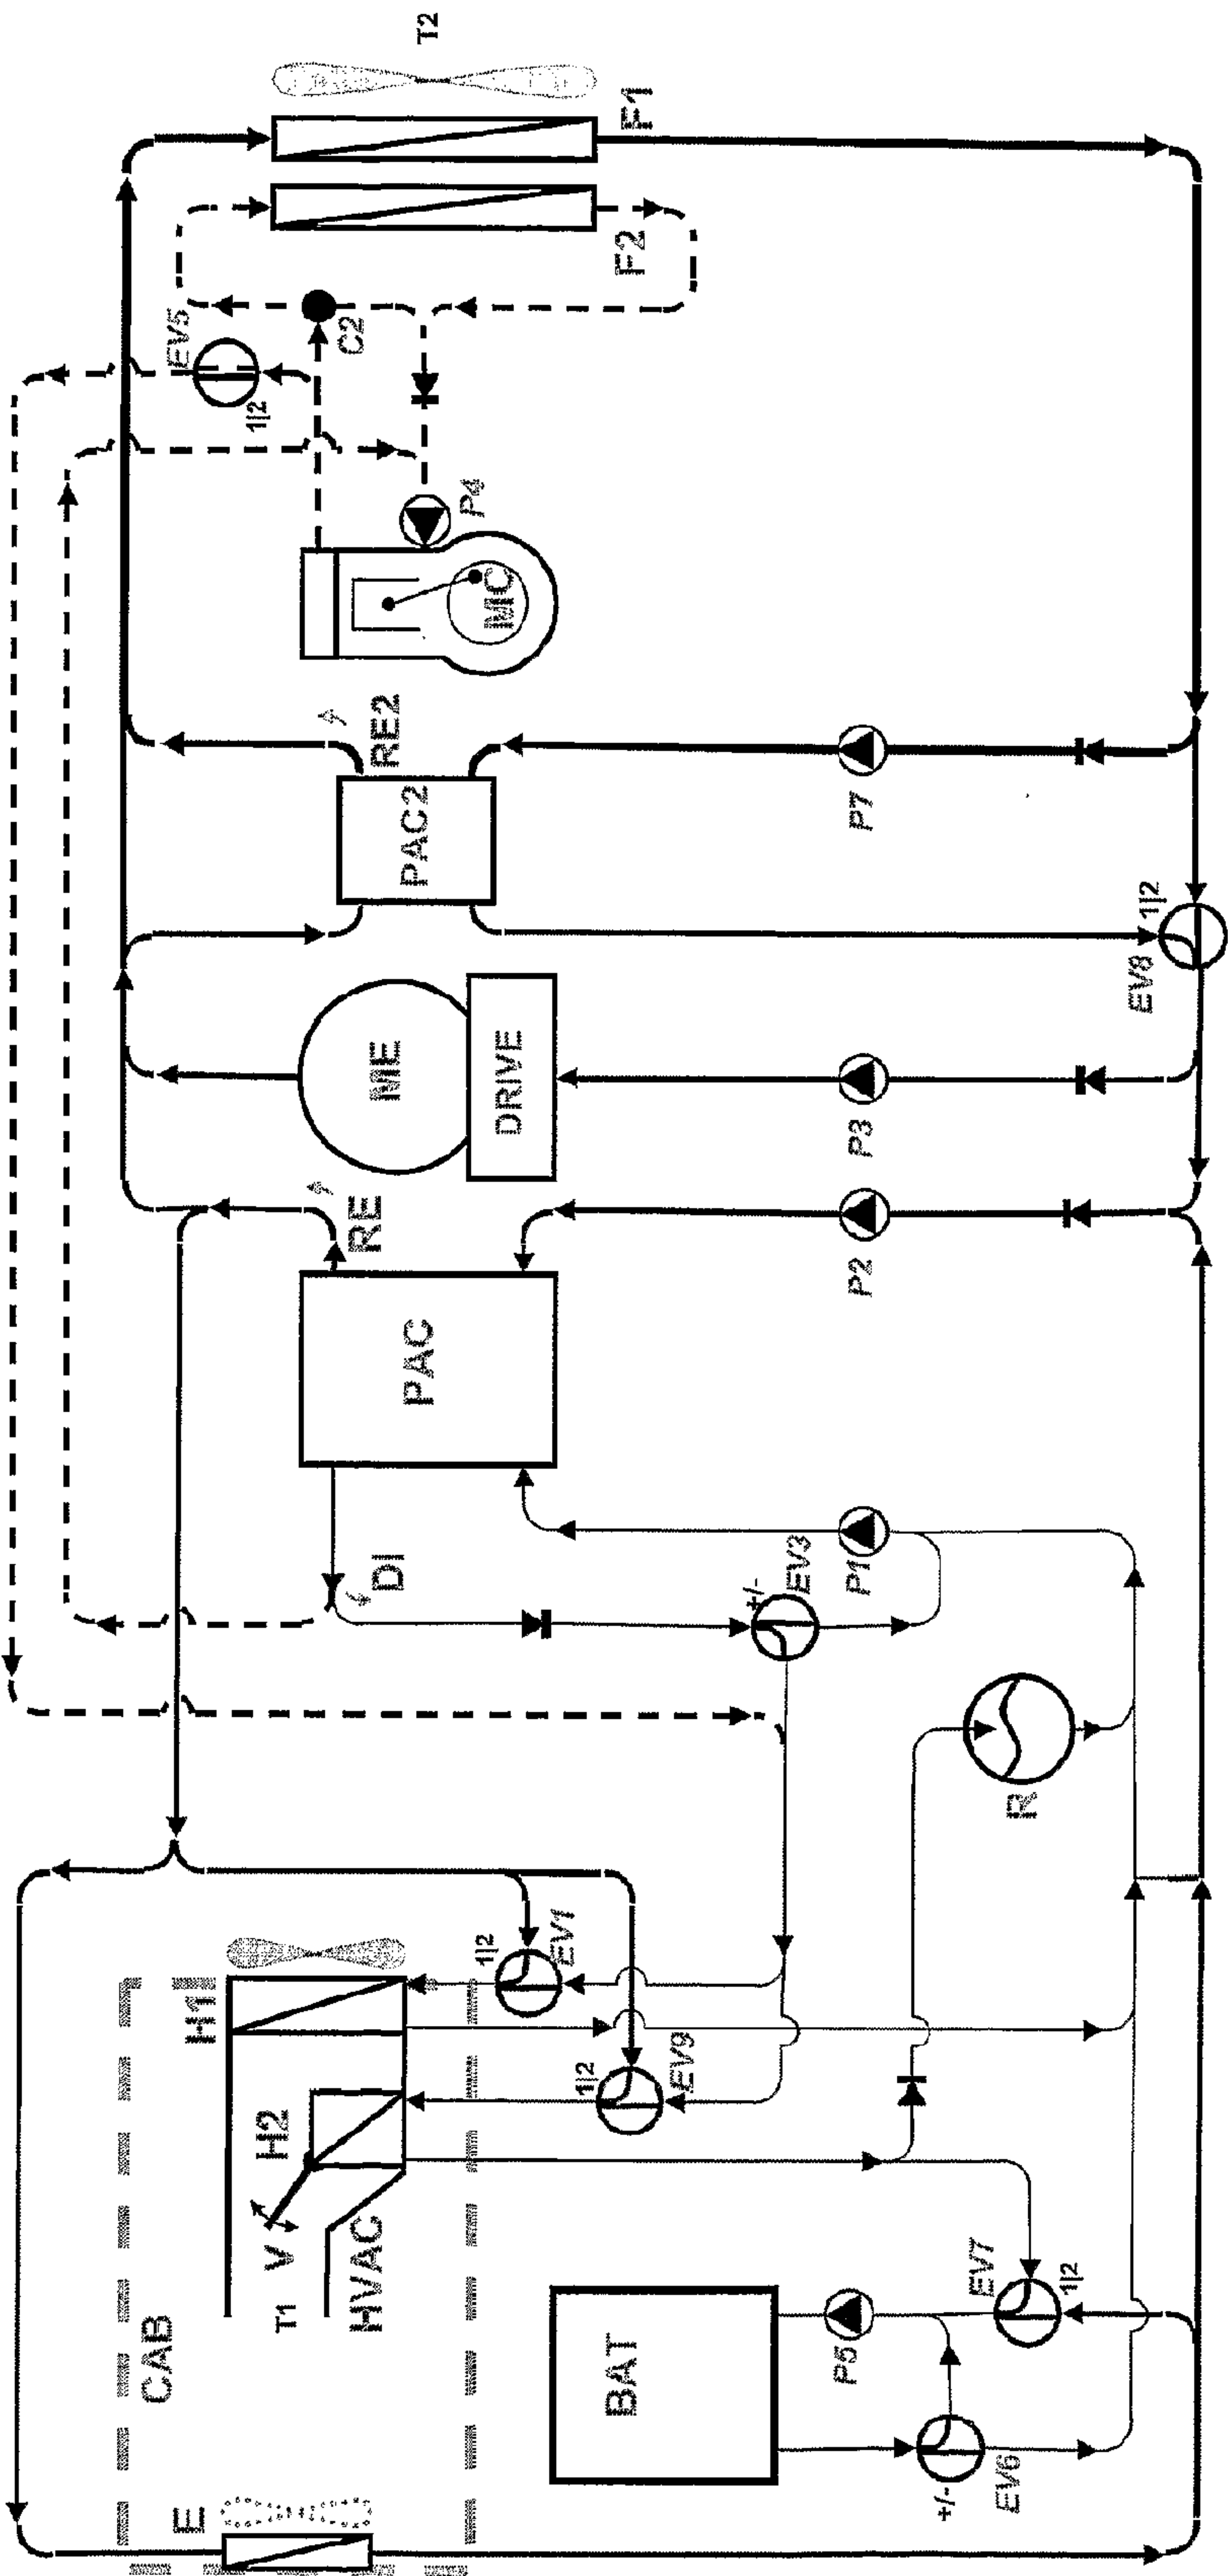 T2
F1
F2
EV5
1|2
C2
P4
MC
RE2
PAC2
P7
1|2
EV8
ME
DRIVE
P3
RE
PAC
P2
DI
+/-
EV3
P1
R
H1
1|2
EV1
H2
1|2
EV9
V
T1
HVAC
CAB
BAT
P5
EV7
1|2
+/-
EV6
E